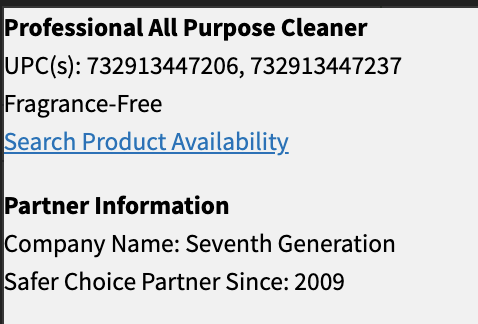 Professional All Purpose Cleaner
UPC(s): 732913447206, 732913447237
Fragrance-Free
Search Product Availability
Partner Information
Company Name: Seventh Generation
Safer Choice Partner Since: 2009